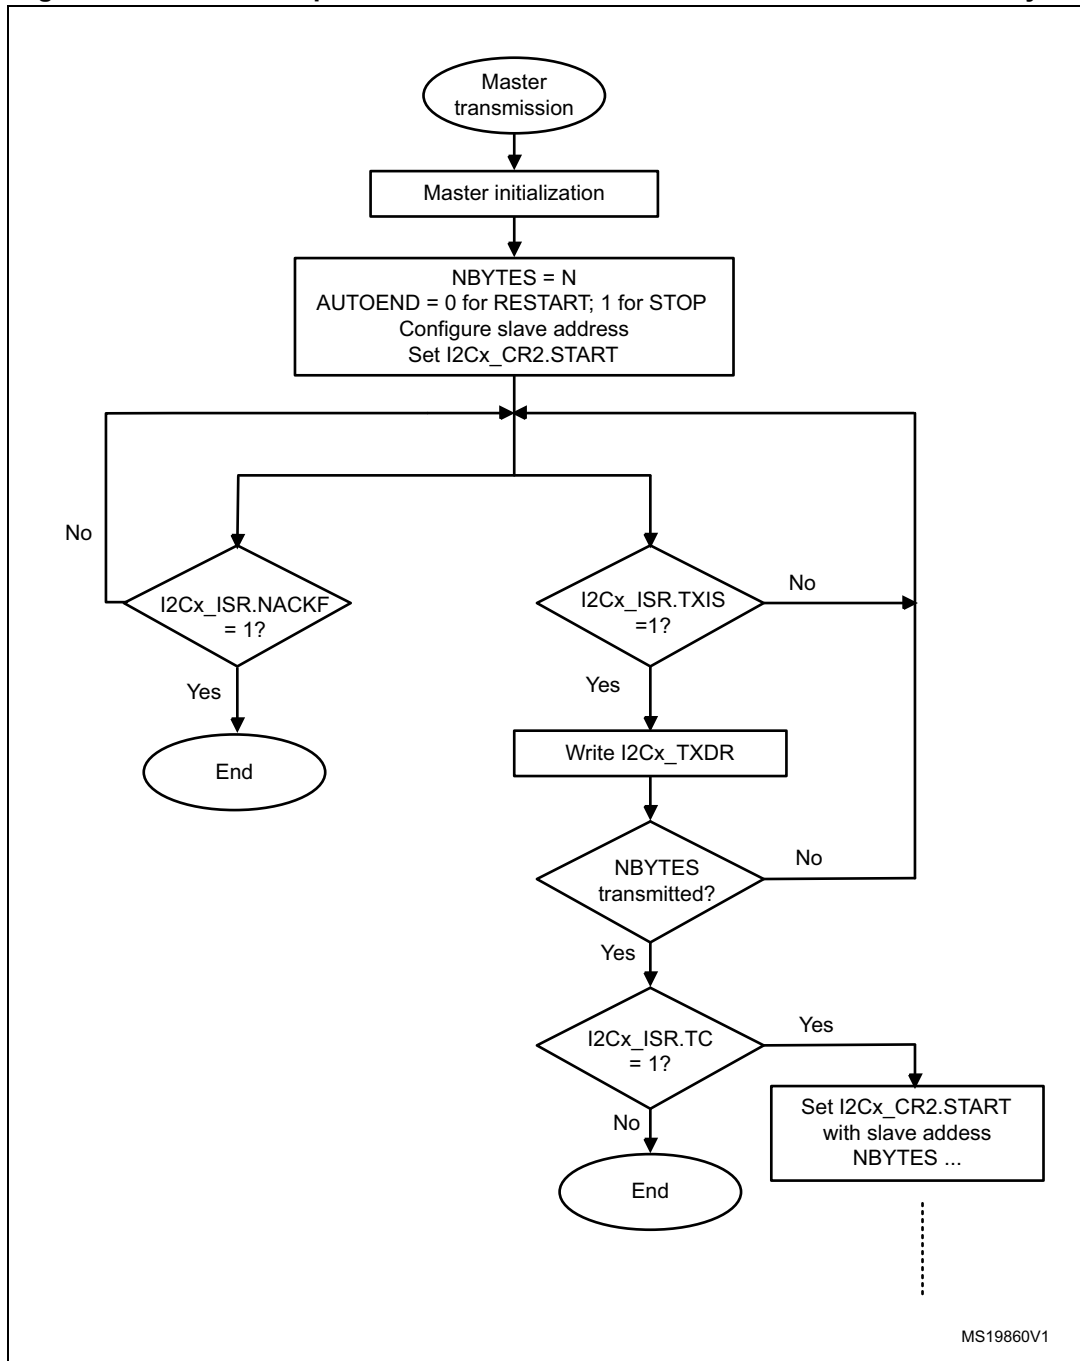 Master
transmission
Master initialization
NBYTES = N
AUTOEND = 0 for RESTART; 1 for STOP
Configure slave address
Set I2Cx_CR2.START
No
I2Cx_ISR.NACKF
= 1?
Yes
End
I2Cx_ISR.TXIS
=1?
No
Yes
Write I2Cx_TXDR
NBYTES
transmitted?
No
Yes
I2Cx_ISR.TC
= 1?
Yes
Set I2Cx_CR2.START
with slave addess
NBYTES ...
No
End
MS19860V1